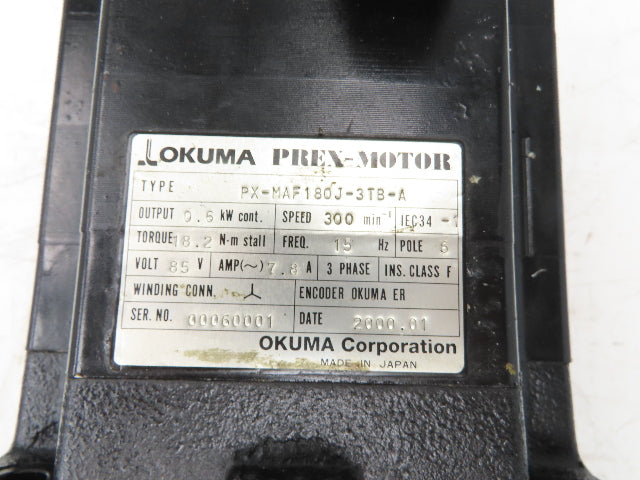 OKUMA PREX-MOTOR
TYPE PX-MAF180J-3TB-A
OUTPUT 0.6 kW cont. SPEED 300 min⁻¹ IEC34 -1
TORQUE 18.2 N-m stall FREQ. 15 Hz POLE 6
VOLT 85 V AMP(~) 7.8 A 3 PHASE INS. CLASS F
WINDING CONN. ENCODER OKUMA ER
SER. NO. 00060001 DATE 2000.01
OKUMA Corporation
MADE IN JAPAN